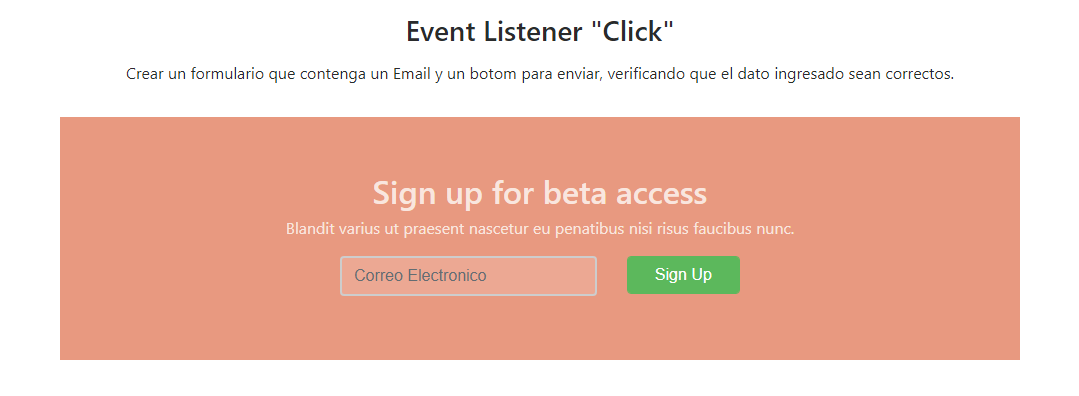 Event Listener "Click"
Crear un formulario que contenga un Email y un botom para enviar, verificando que el dato ingresado sean correctos.
Sign up for beta access
Blandit varius ut praesent nascetur eu penatibus nisi risus faucibus nunc.
Correo Electronico
Sign Up